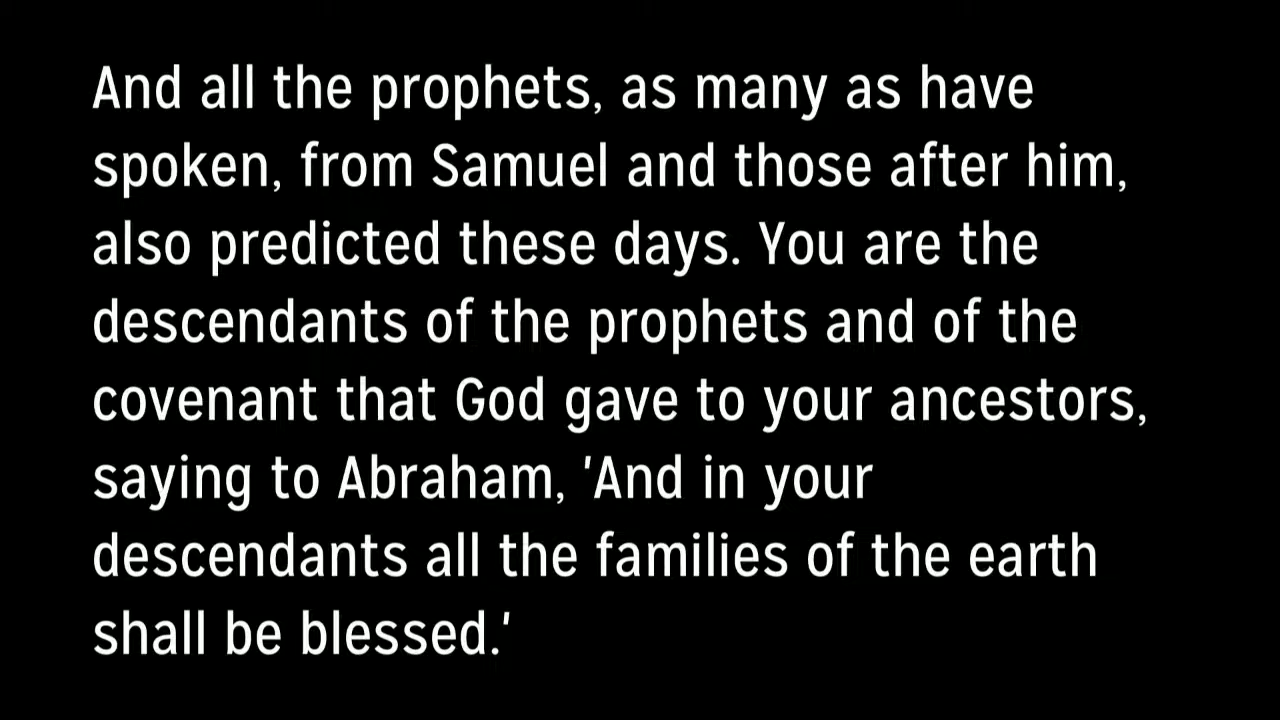 And all the prophets, as many as have
spoken, from Samuel and those after him,
also predicted these days. You are the
descendants of the prophets and of the
covenant that God gave to your ancestors,
saying to Abraham, 'And in your
descendants all the families of the earth
shall be blessed.'